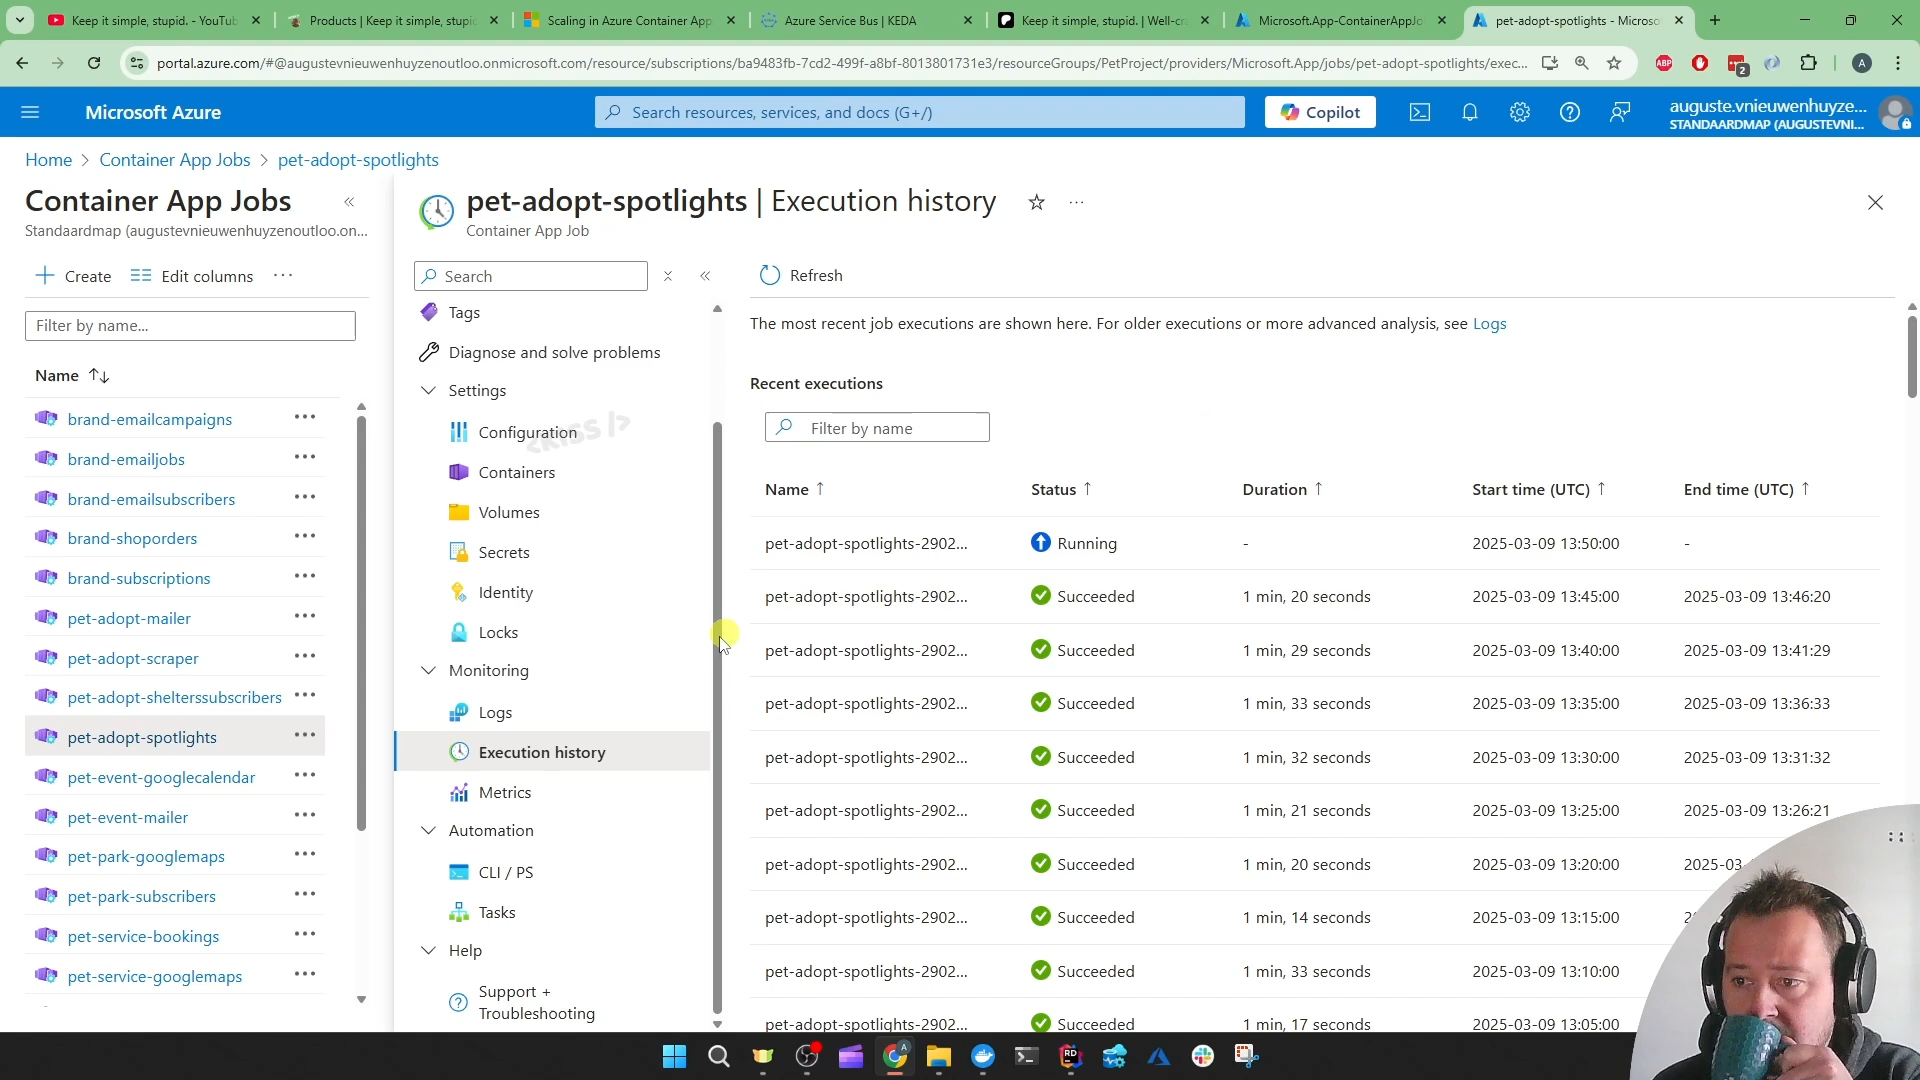 Keep it simple, stupid. - YouTub
Products | Keep it simple, stupi
Scaling in Azure Container App
Azure Service Bus | KEDA
Keep it simple, stupid. | Well-cr
Microsoft.App-ContainerAppJo
pet-adopt-spotlights - Microso
portal.azure.com/#@augustevnieuwenhuyzenoutloo.onmicrosoft.com/resource/subscriptions/ba9483fb-7cd2-499f-a8bf-8013801731e3/resourceGroups/PetProject/providers/Microsoft.App/jobs/pet-adopt-spotlights/exec...
ABP
2
A
Microsoft Azure
Search resources, services, and docs (G+/)
Copilot
auguste.vnieuwenhuyze...
STANDAARDMAP (AUGUSTEVNI...
Home > Container App Jobs > pet-adopt-spotlights
Container App Jobs
Standaardmap (augustevnieuwenhuyzenoutloo.on...
Create
Edit columns
Filter by name...
Name
brand-emailcampaigns
brand-emailjobs
brand-emailsubscribers
brand-shoporders
brand-subscriptions
pet-adopt-mailer
pet-adopt-scraper
pet-adopt-shelterssubscribers
pet-adopt-spotlights
pet-event-googlecalendar
pet-event-mailer
pet-park-googlemaps
pet-park-subscribers
pet-service-bookings
pet-service-googlemaps
pet-adopt-spotlights | Execution history
Container App Job
Search
Tags
Diagnose and solve problems
Settings
Configuration
Containers
Volumes
Secrets
Identity
Locks
Monitoring
Logs
Execution history
Metrics
Automation
CLI / PS
Tasks
Help
Support +
Troubleshooting
<KISS />
Refresh
The most recent job executions are shown here. For older executions or more advanced analysis, see Logs
Recent executions
Filter by name
Name ↑ Status ↑ Duration ↑ Start time (UTC) ↑ End time (UTC) ↑
pet-adopt-spotlights-2902... Running - 2025-03-09 13:50:00 -
pet-adopt-spotlights-2902... Succeeded 1 min, 20 seconds 2025-03-09 13:45:00 2025-03-09 13:46:20
pet-adopt-spotlights-2902... Succeeded 1 min, 29 seconds 2025-03-09 13:40:00 2025-03-09 13:41:29
pet-adopt-spotlights-2902... Succeeded 1 min, 33 seconds 2025-03-09 13:35:00 2025-03-09 13:36:33
pet-adopt-spotlights-2902... Succeeded 1 min, 32 seconds 2025-03-09 13:30:00 2025-03-09 13:31:32
pet-adopt-spotlights-2902... Succeeded 1 min, 21 seconds 2025-03-09 13:25:00 2025-03-09 13:26:21
pet-adopt-spotlights-2902... Succeeded 1 min, 20 seconds 2025-03-09 13:20:00 2025-03-
pet-adopt-spotlights-2902... Succeeded 1 min, 14 seconds 2025-03-09 13:15:00
pet-adopt-spotlights-2902... Succeeded 1 min, 33 seconds 2025-03-09 13:10:00
pet-adopt-spotlights-2902... Succeeded 1 min, 17 seconds 2025-03-09 13:05:00
A
RD